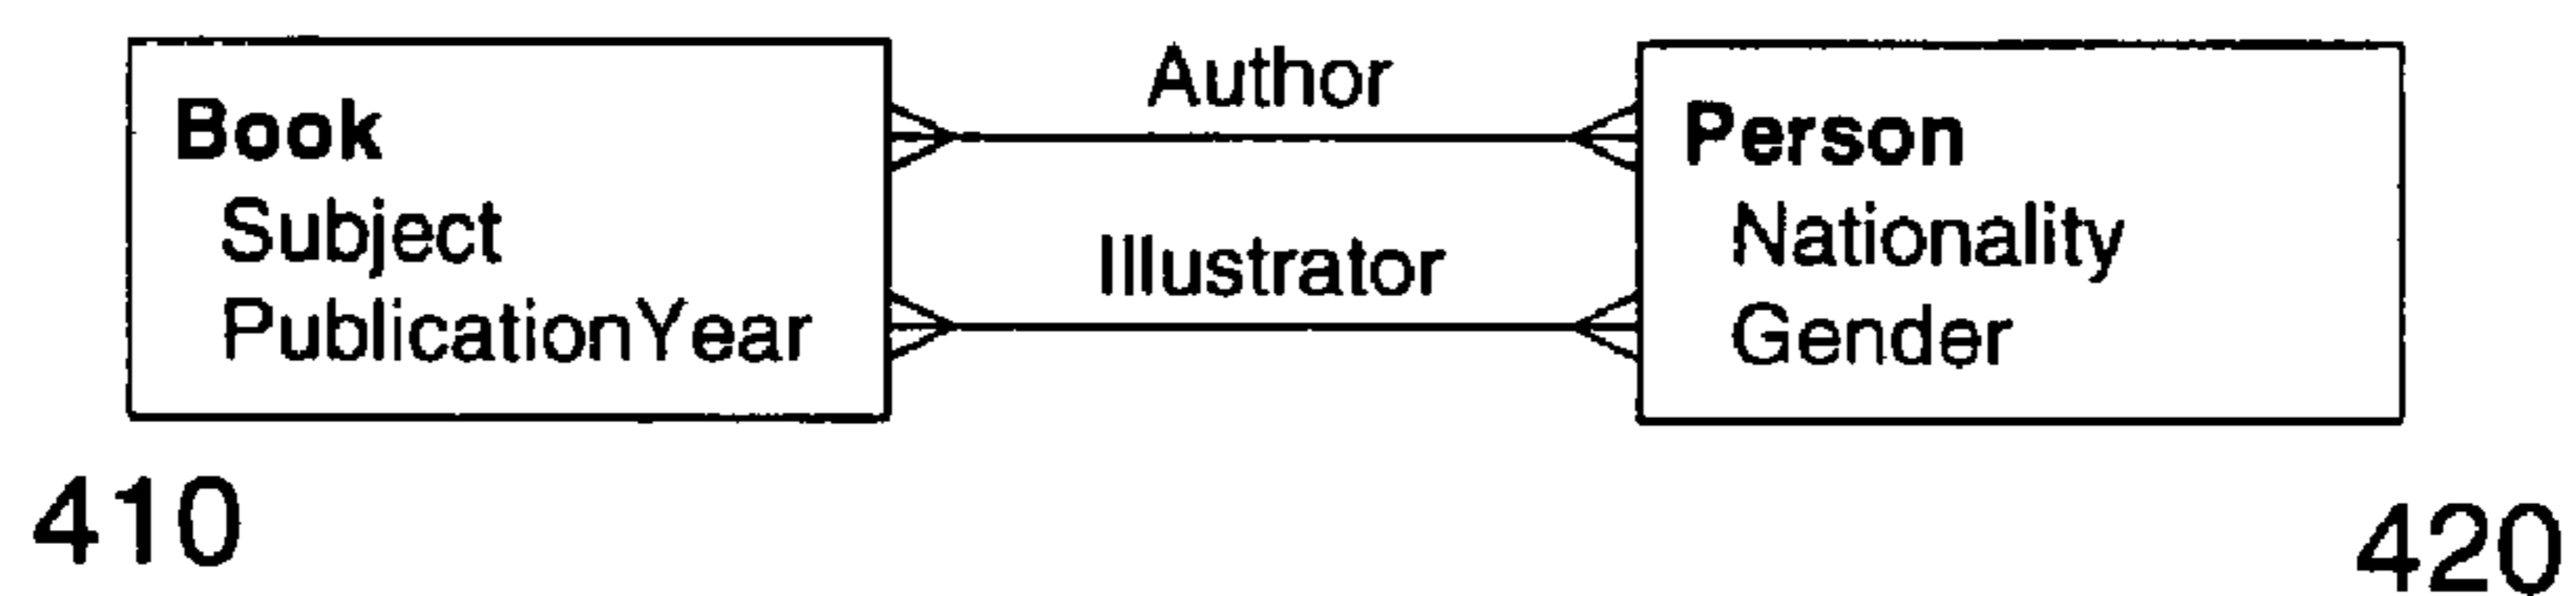 Author
Book
Person
Subject
Nationality
Illustrator
PublicationYear
Gender
410
420